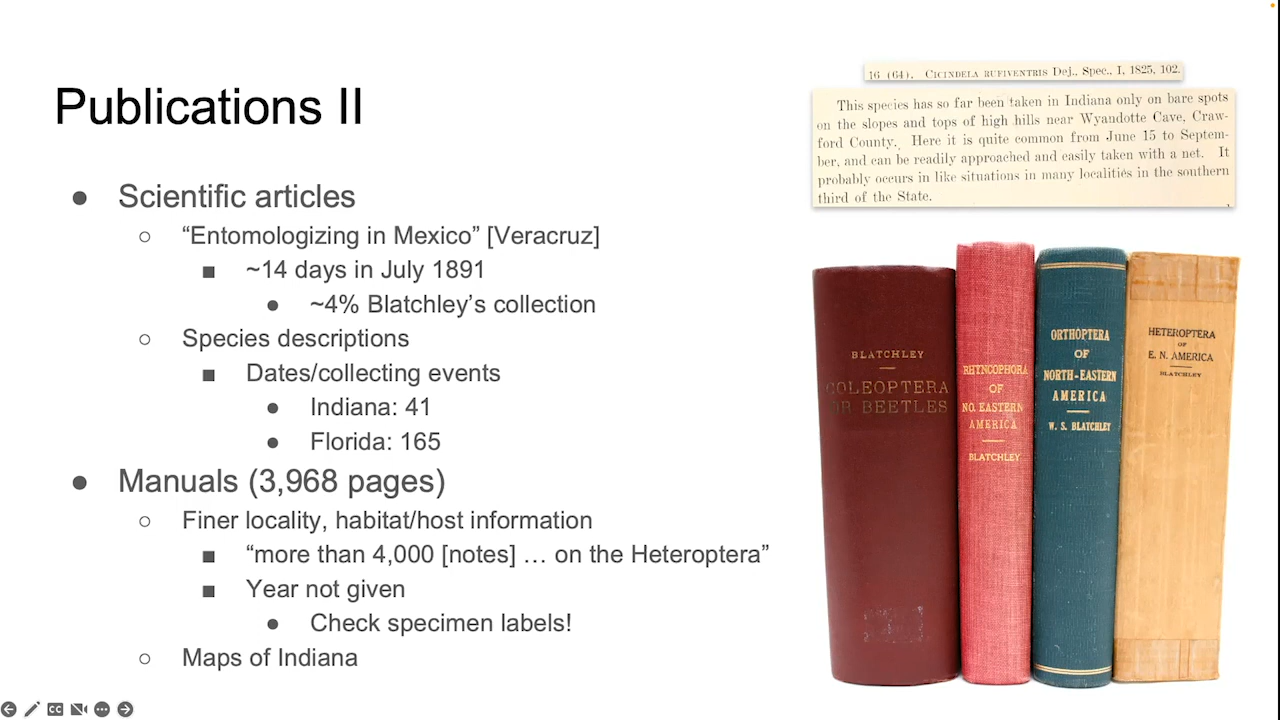 Publications II
● Scientific articles
○ “Entomologizing in Mexico” [Veracruz]
■ ~14 days in July 1891
● ~4% Blatchley’s collection
○ Species descriptions
■ Dates/collecting events
● Indiana: 41
● Florida: 165
● Manuals (3,968 pages)
○ Finer locality, habitat/host information
■ “more than 4,000 [notes] … on the Heteroptera”
■ Year not given
● Check specimen labels!
○ Maps of Indiana
16 (64). CICINDELA RUFIVENTRIS Dej., Spec., I, 1825, 102.
This species has so far been taken in Indiana only on bare spots
on the slopes and tops of high hills near Wyandotte Cave, Craw-
ford County. Here it is quite common from June 15 to Septem-
ber, and can be readily approached and easily taken with a net. It
probably occurs in like situations in many localities in the southern
third of the State.
BLATCHLEY
COLEOPTERA
OR BEETLES
RHYNCOPHORA
OF
NO. EASTERN
AMERICA
BLATCHLEY
ORTHOPTERA
OF
NORTH-EASTERN
AMERICA
W. S. BLATCHLEY
HETEROPTERA
OF
E. N. AMERICA
BLATCHLEY
CC